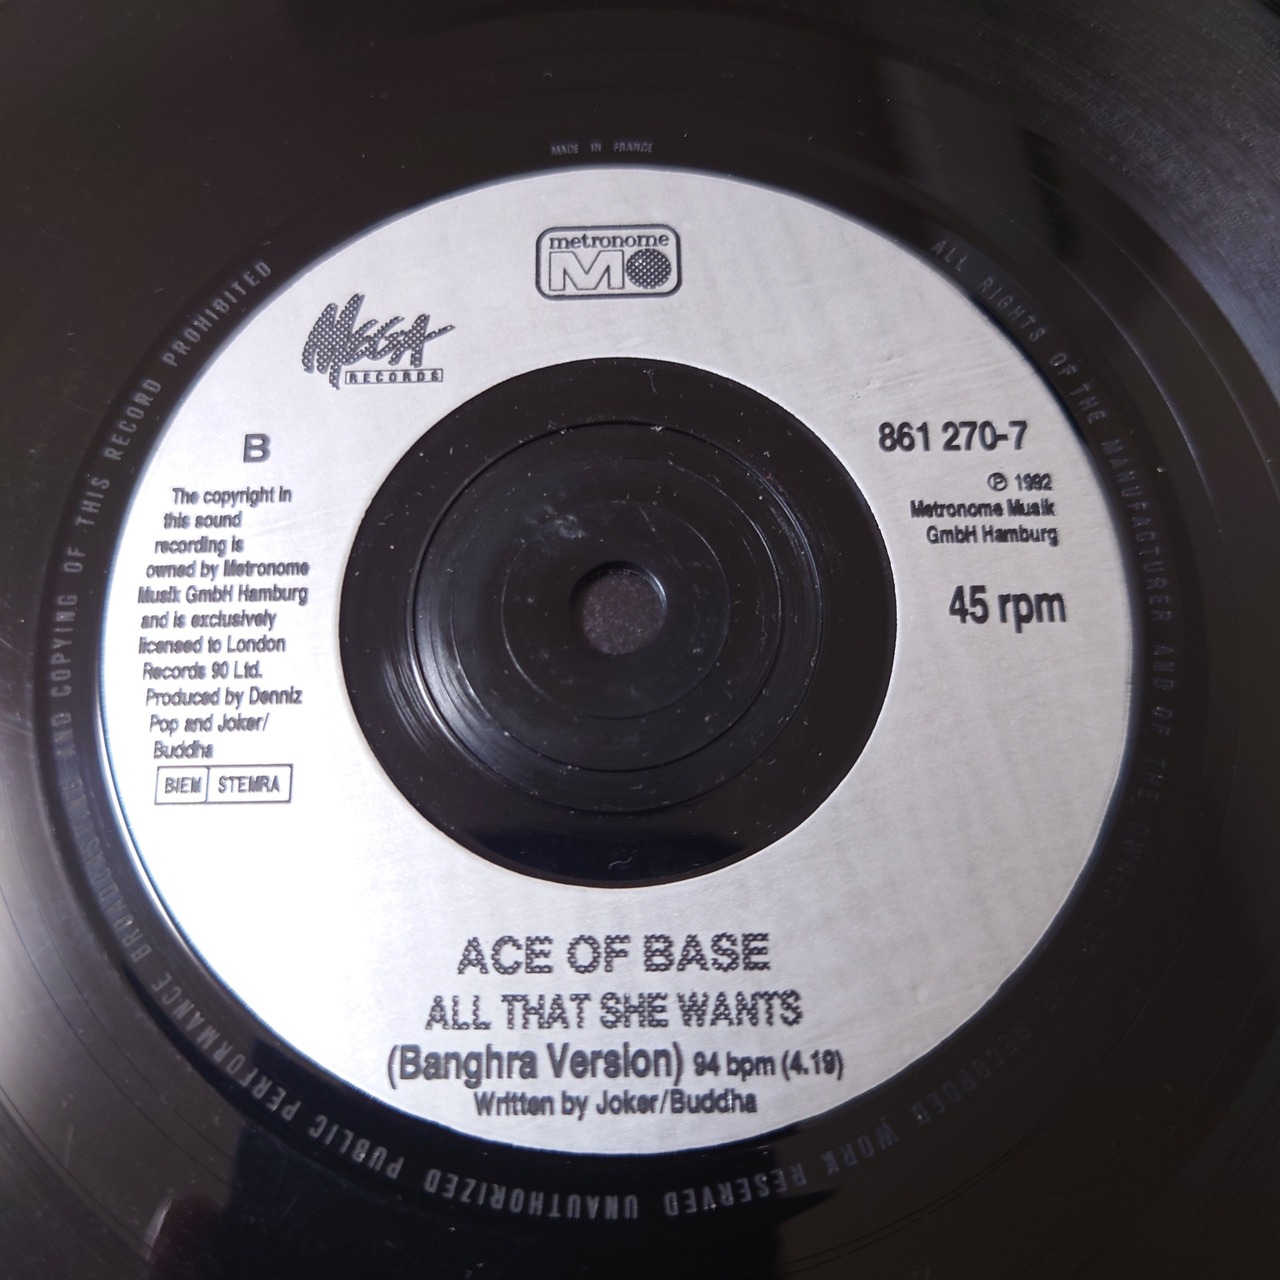 MADE IN FRANCE
metronome
M
MEGA
RECORDS
B
The copyright in
this sound
recording is
owned by Metronome
Musik GmbH Hamburg
and is exclusively
licensed to London
Records 90 Ltd.
Produced by Denniz
Pop and Joker/
Buddha
BIEM STEMRA
861 270-7
℗ 1992
Metronome Musik
GmbH Hamburg
45 rpm
ACE OF BASE
ALL THAT SHE WANTS
(Banghra Version) 94 bpm (4.19)
Written by Joker/Buddha
ALL RIGHTS OF THE MANUFACTURER AND OF THE OWNER OF THE RECORDED WORK RESERVED UNAUTHORIZED PUBLIC PERFORMANCE BROADCASTING AND COPYING OF THIS RECORD PROHIBITED